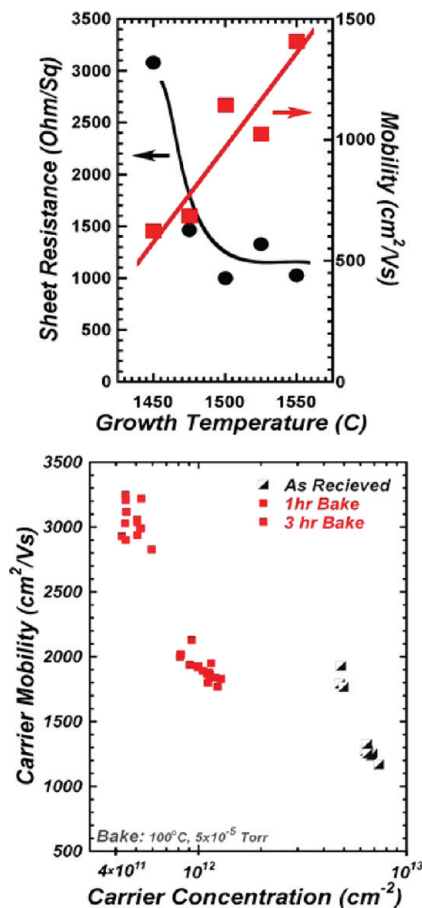 3500
3000
2500
2000
1500
1000
500
0
Sheet Resistance (Ohm/Sq)
1500
1000
500
0
Mobility (cm²/Vs)
1450 1500 1550
Growth Temperature (C)
3500
3000
2500
2000
1500
1000
500
Carrier Mobility (cm²/Vs)
As Recieved
1hr Bake
3 hr Bake
Bake: 100°C, 5x10⁻⁵ Torr
4×10¹¹ 10¹² 10¹³
Carrier Concentration (cm⁻²)